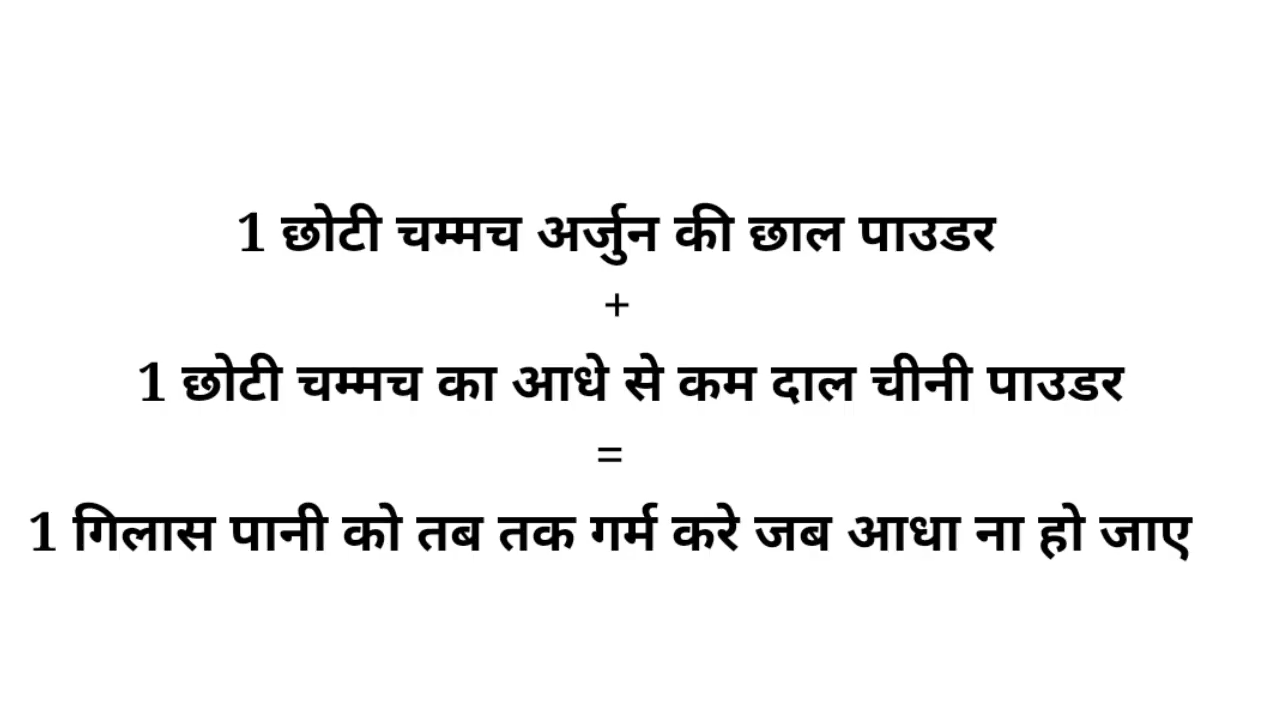 1 छोटी चम्मच अर्जुन की छाल पाउडर
+
1 छोटी चम्मच का आधे से कम दाल चीनी पाउडर
=
1 गिलास पानी को तब तक गर्म करे जब आधा ना हो जाए